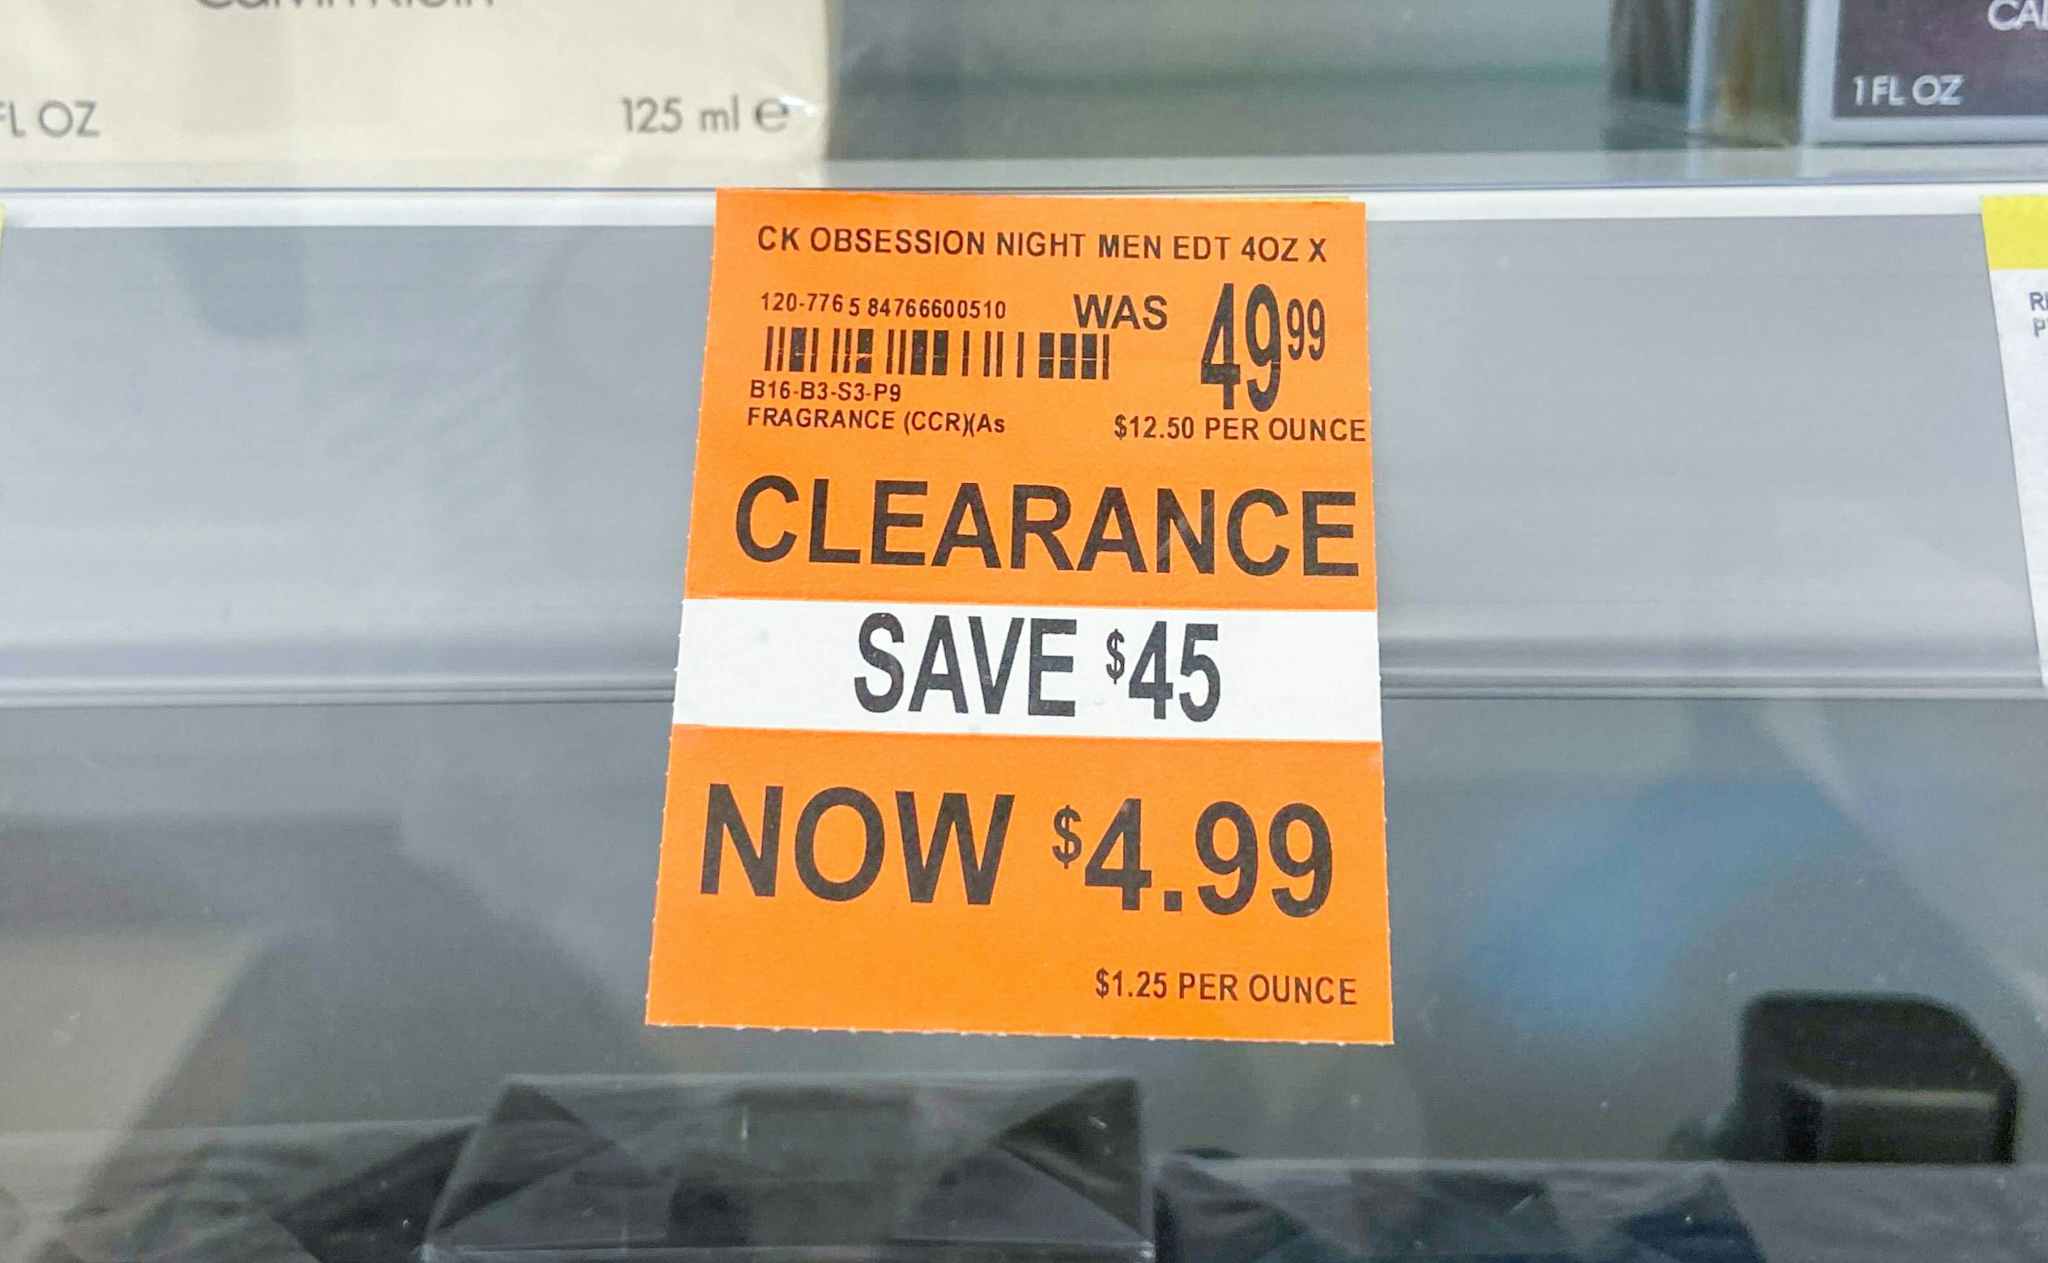 FL OZ
125 ml e
1 FL OZ
CK OBSESSION NIGHT MEN EDT 4OZ X
120-776 5 84766600510
WAS 49 99
B16-B3-S3-P9
FRAGRANCE (CCR)(As
$12.50 PER OUNCE
CLEARANCE
SAVE $45
NOW $4.99
$1.25 PER OUNCE